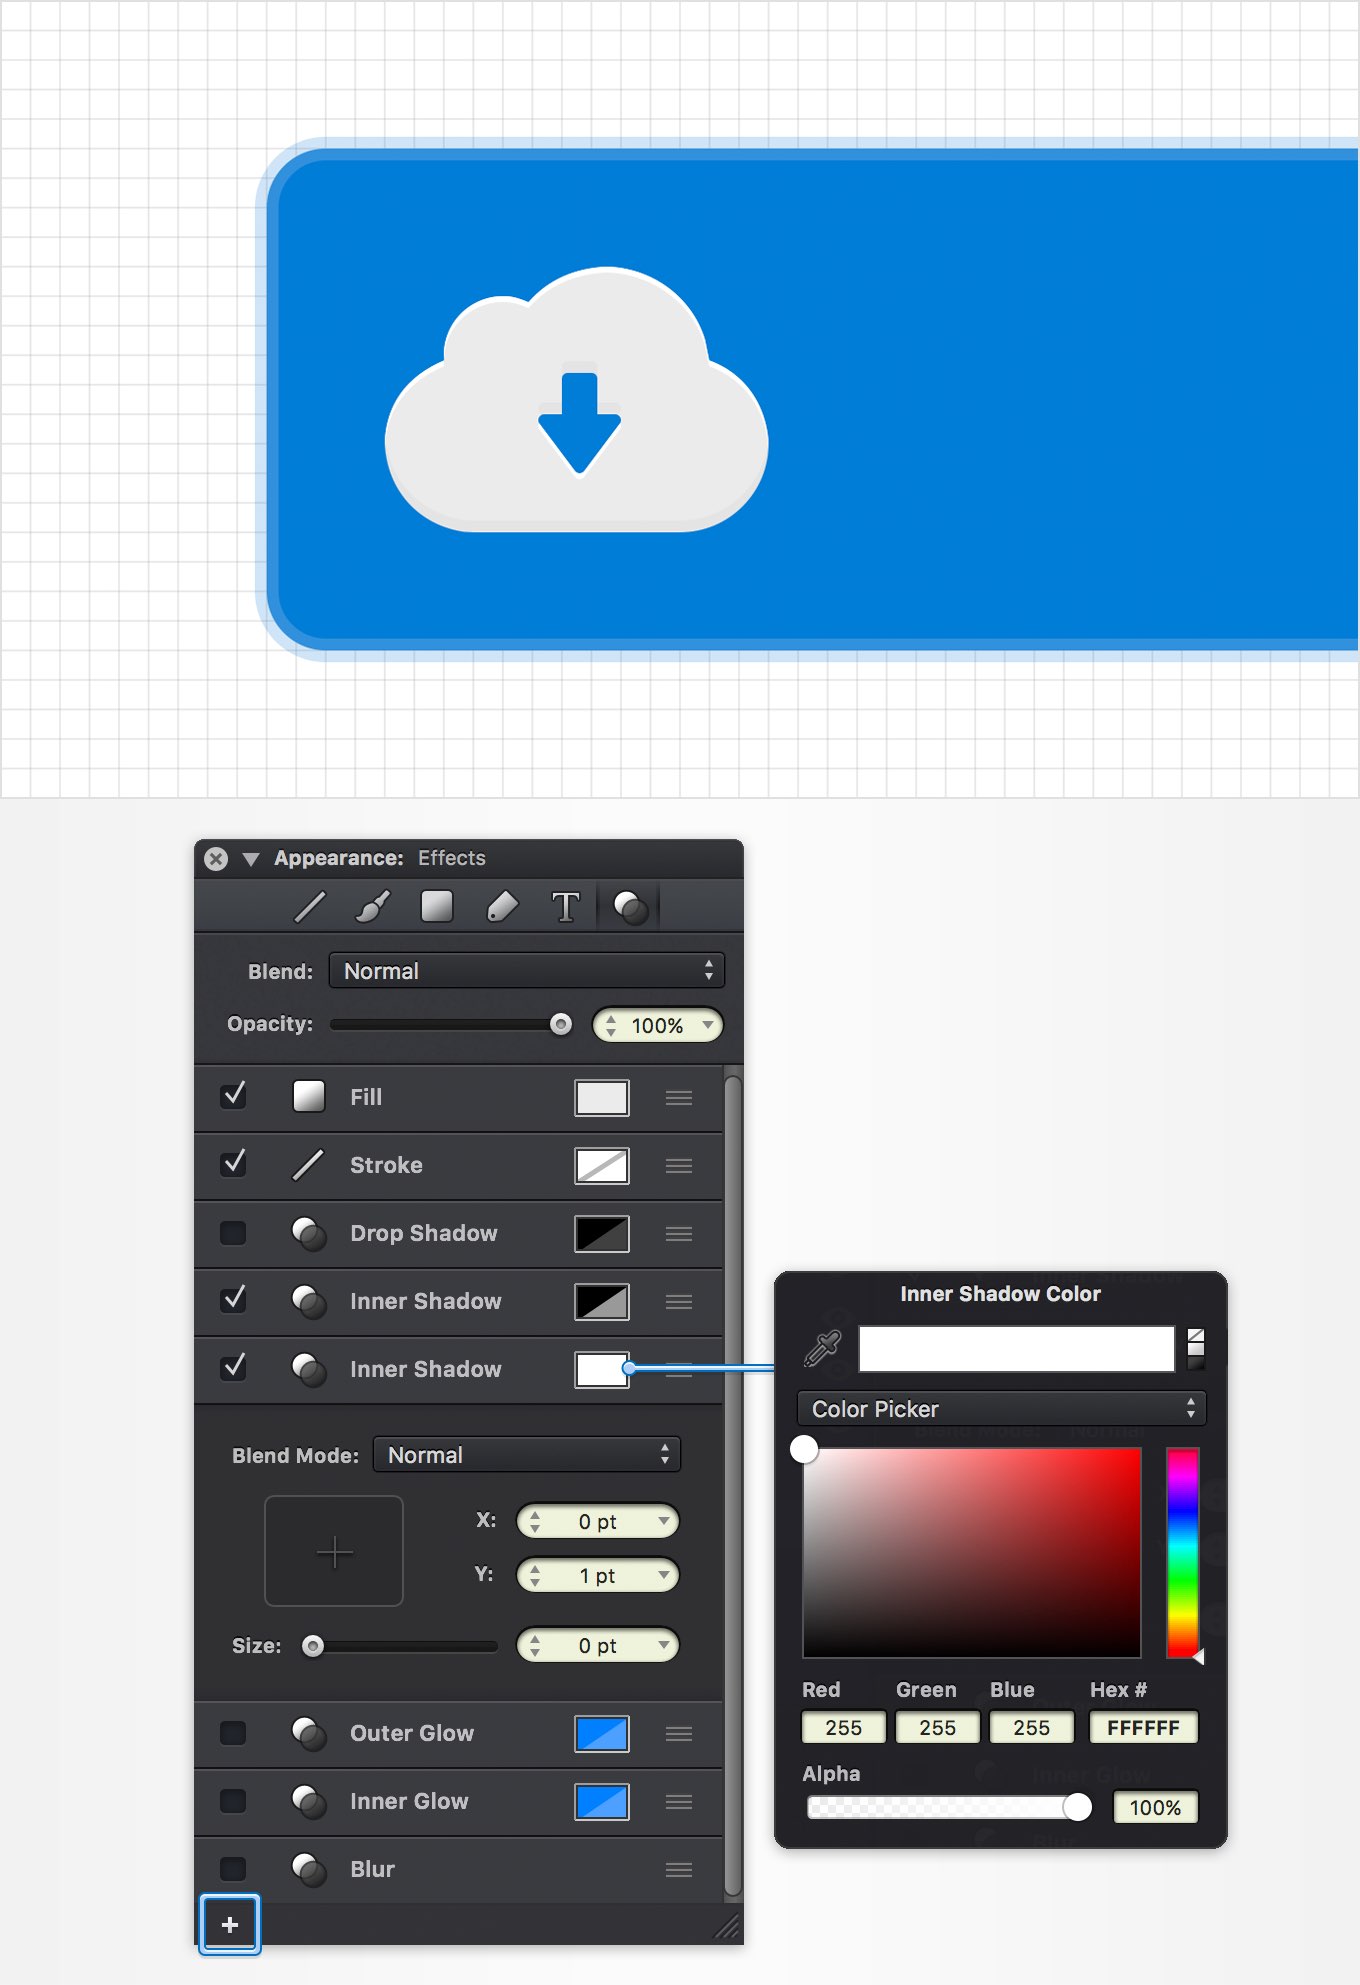 Appearance: Effects
T
Blend: Normal
Opacity: 100%
Fill
Stroke
Drop Shadow
Inner Shadow
Inner Shadow
Blend Mode: Normal
X: 0 pt
Y: 1 pt
Size: 0 pt
Outer Glow
Inner Glow
Blur
+
Inner Shadow Color
Color Picker
Red Green Blue Hex #
255 255 255 FFFFFF
Alpha
100%